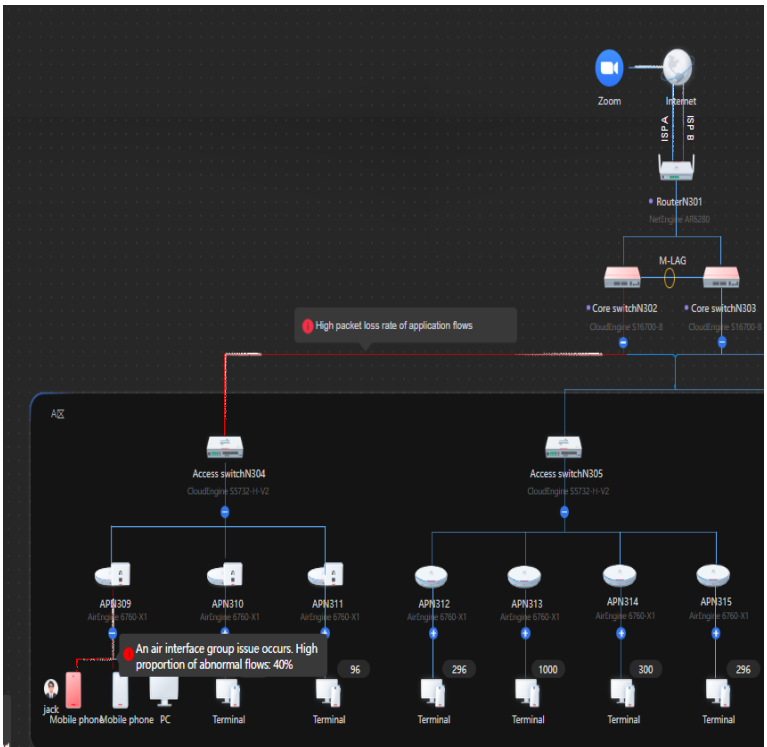 Zoom
Internet
ISP A
ISP B
RouterN301
NetEngine AR6280
M-LAG
Core switchN302
Core switchN303
CloudEngine S16700-8
CloudEngine S16700-8
High packet loss rate of application flows
A区
Access switchN304
Access switchN305
CloudEngine S5732-H-V2
CloudEngine S5732-H-V2
APN309
APN310
APN311
APN312
APN313
APN314
APN315
AirEngine 6760-X1
AirEngine 6760-X1
AirEngine 6760-X1
AirEngine 6760-X1
AirEngine 6760-X1
AirEngine 6760-X1
AirEngine 6760-X1
An air interface group issue occurs. High
proportion of abnormal flows: 40%
96
296
1000
300
296
jack
Mobile phone
Mobile phone
PC
Terminal
Terminal
Terminal
Terminal
Terminal
Terminal